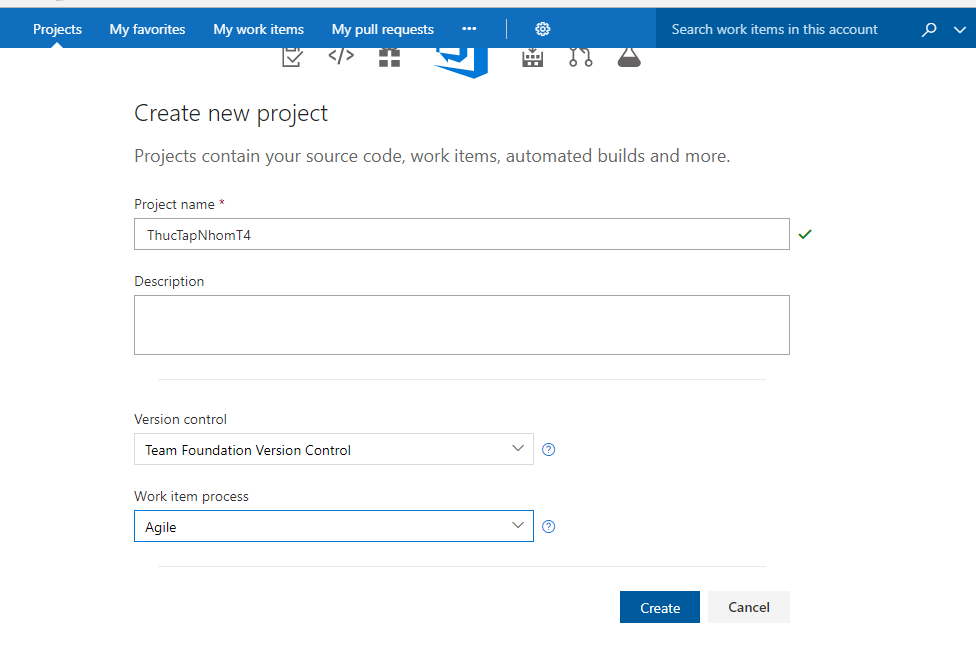 Projects My favorites My work items My pull requests ••• Search work items in this account
Create new project
Projects contain your source code, work items, automated builds and more.
Project name *
ThucTapNhomT4
Description
Version control
Team Foundation Version Control
Work item process
Agile
Create Cancel